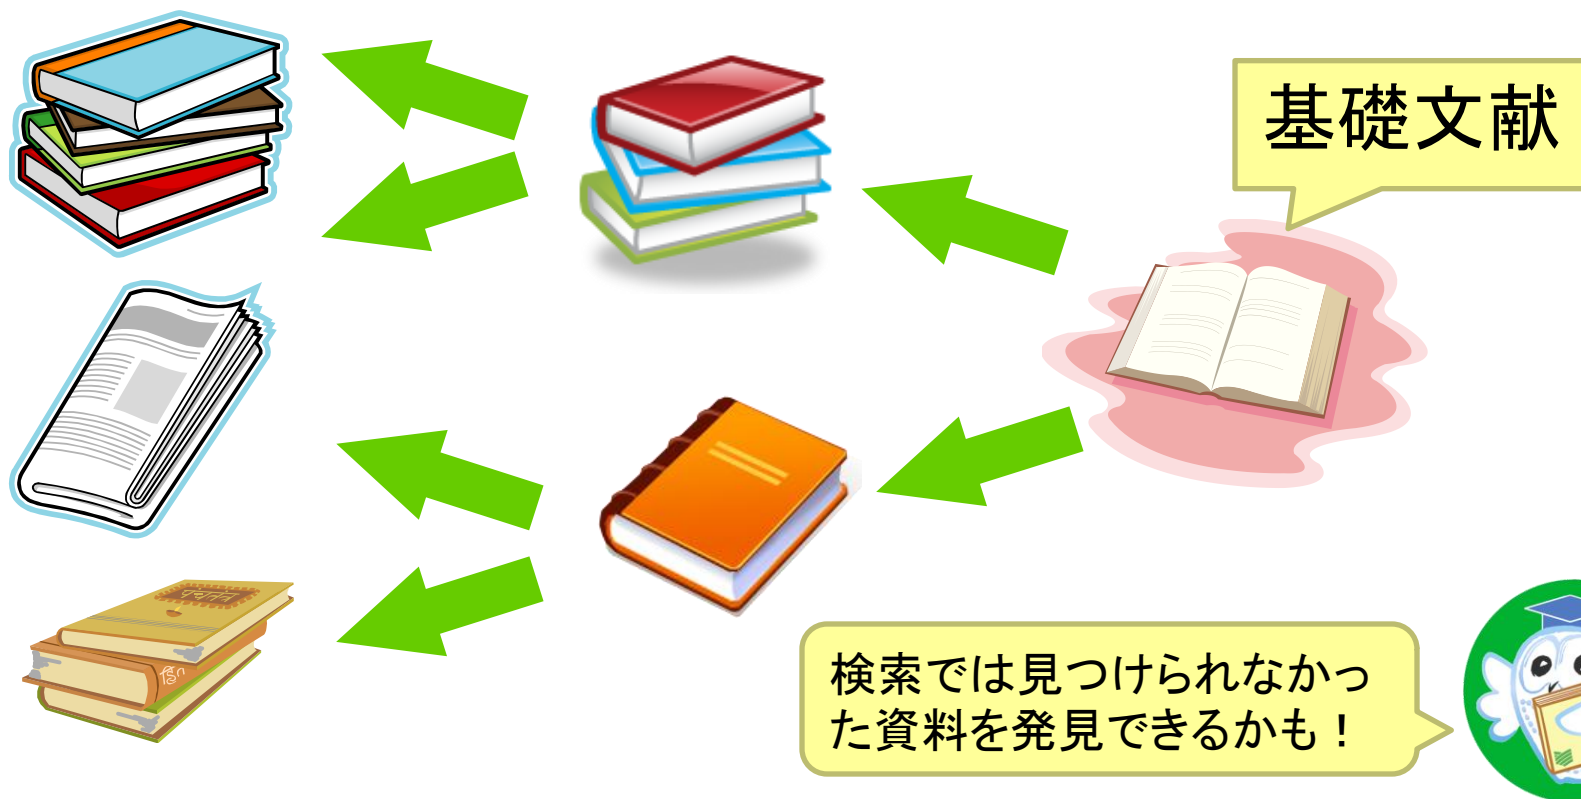 基礎文献
検索では見つけられなかっ
た資料を発見できるかも！